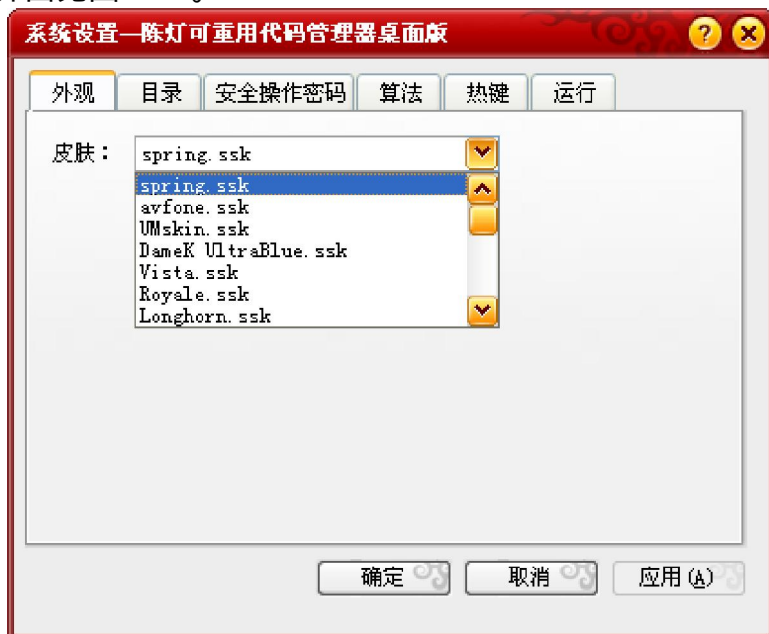 系统设置—陈灯可重用代码管理器桌面版
外观 目录 安全操作密码 算法 热键 运行
皮肤： spring.ssk
spring.ssk
avfone.ssk
UMskin.ssk
DameK UltraBlue.ssk
Vista.ssk
Royale.ssk
Longhorn.ssk
确定 取消 应用(A)